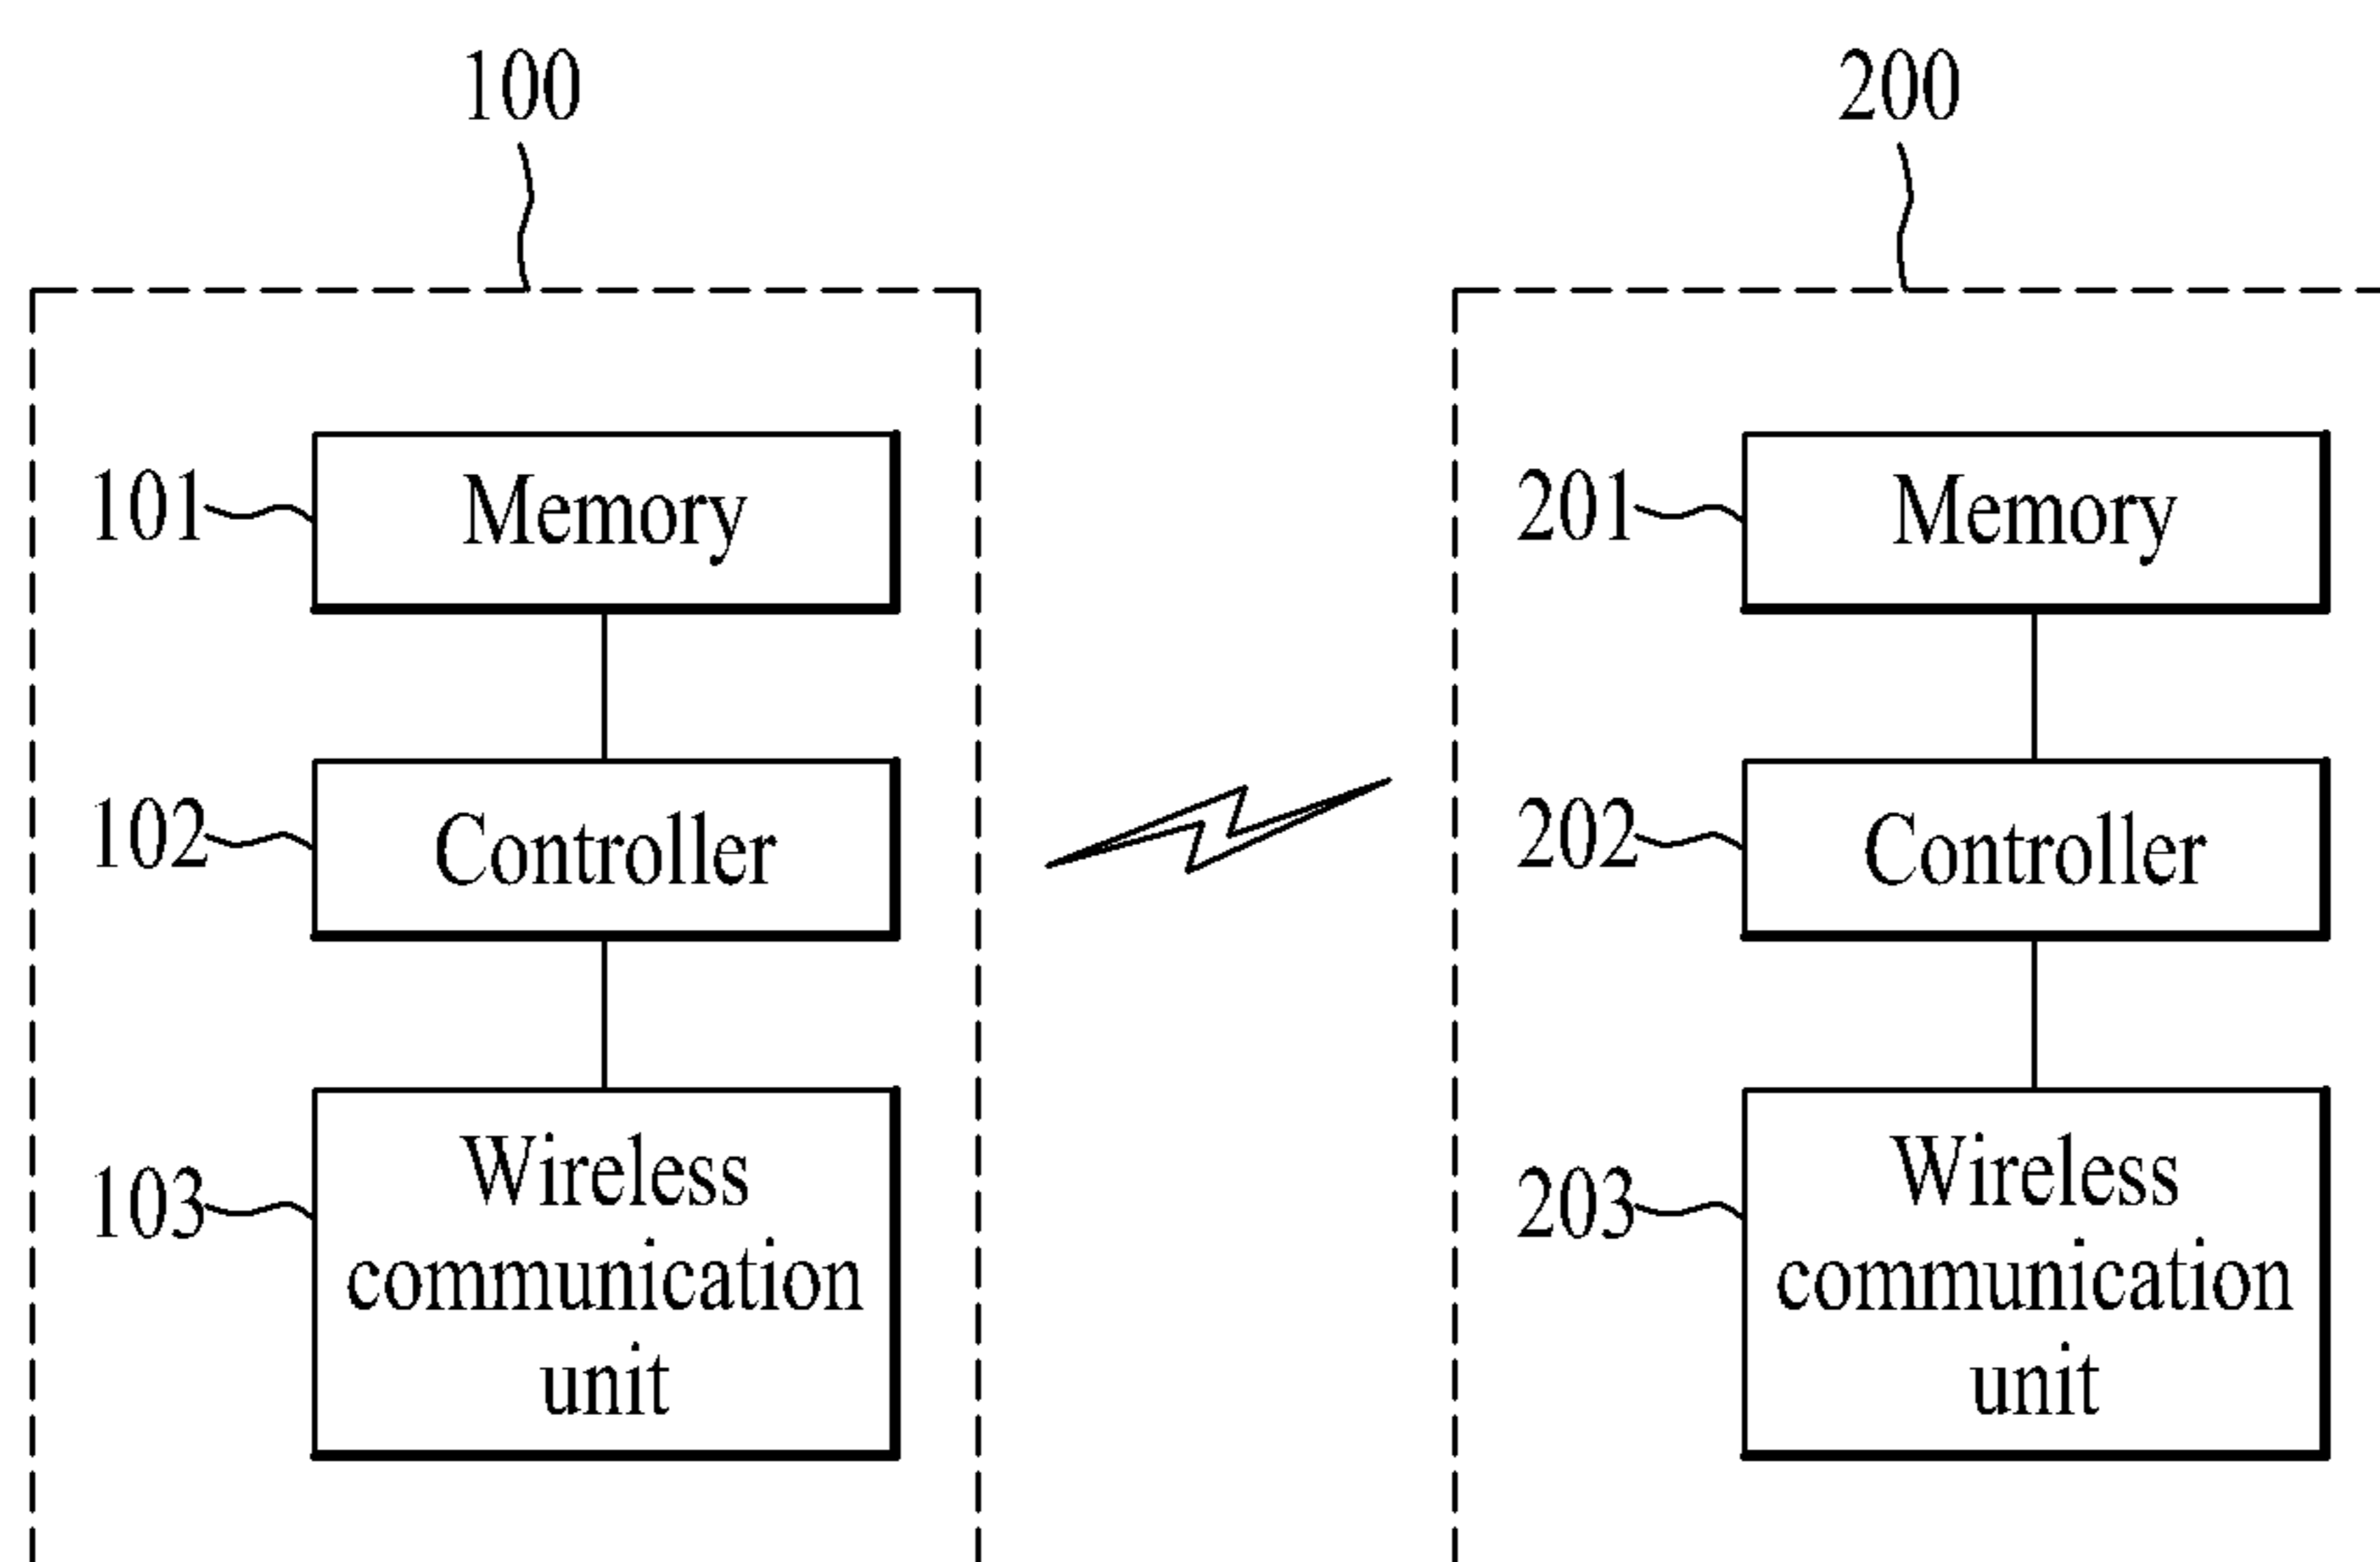 100
200
101
Memory
102
Controller
103
Wireless
communication
unit
201
Memory
202
Controller
203
Wireless
communication
unit